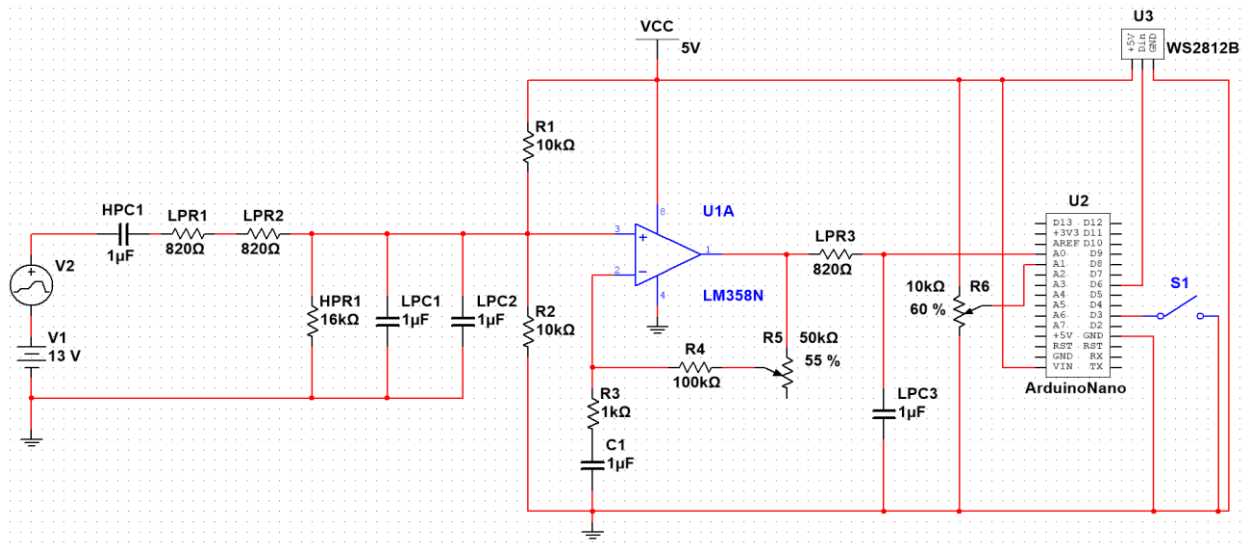 VCC
5V
U3
+5V
Din
GND
WS2812B
R1
10kΩ
HPC1
1µF
LPR1
820Ω
LPR2
820Ω
V2
V1
13 V
HPR1
16kΩ
LPC1
1µF
LPC2
1µF
R2
10kΩ
U1A
3
2
8
4
1
LM358N
LPR3
820Ω
R3
1kΩ
C1
1µF
R4
100kΩ
R5
50kΩ
55 %
LPC3
1µF
10kΩ
R6
60 %
U2
D13 D12
+3V3 D11
AREF D10
A0 D9
A1 D8
A2 D7
A3 D6
A4 D5
A5 D4
A6 D3
A7 D2
+5V GND
RST RST
GND RX
VIN TX
ArduinoNano
S1